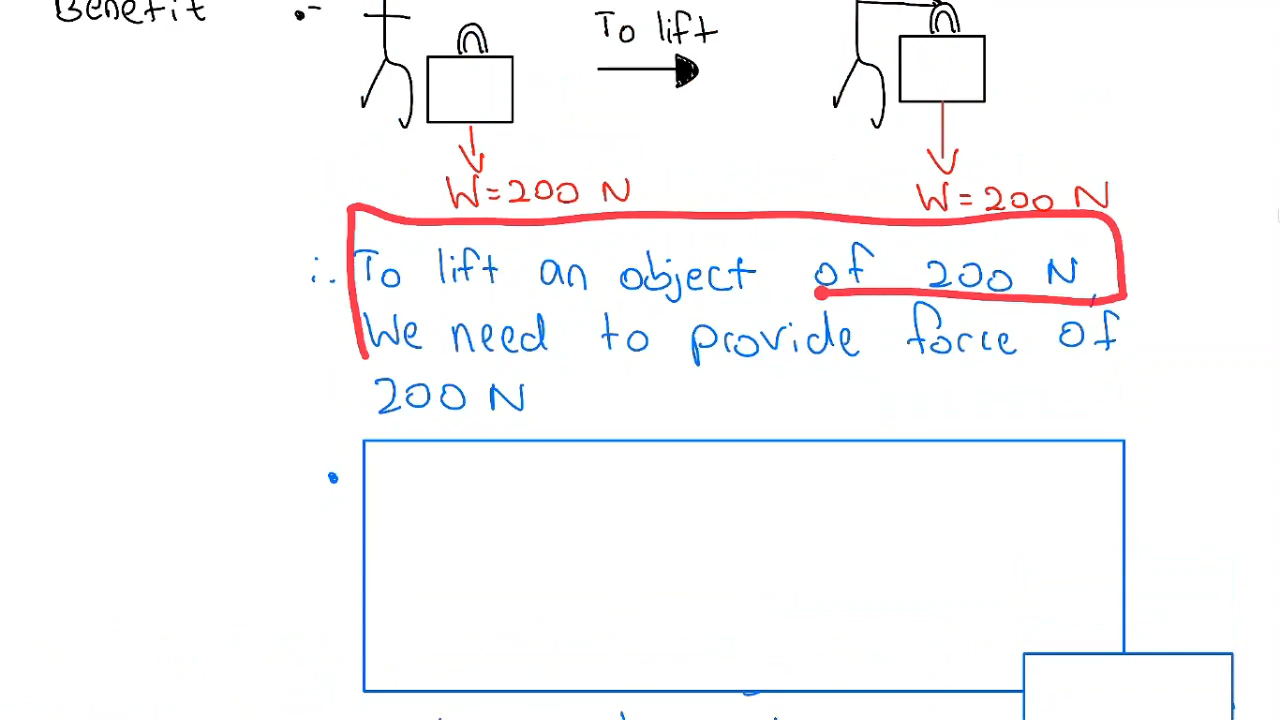 Benefit :-
To lift
W = 200 N
W = 200 N
∴ To lift an object of 200 N,
We need to provide force of
200 N